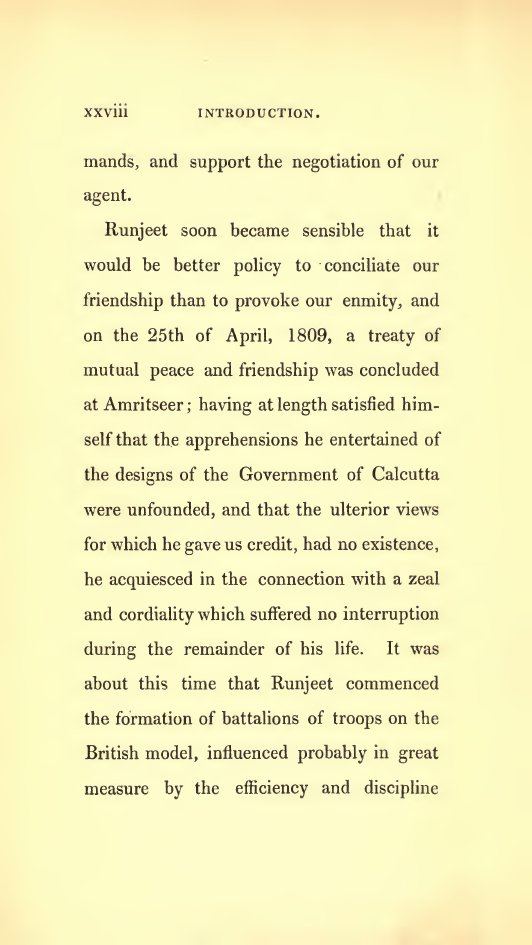 xxviii INTRODUCTION.
mands, and support the negotiation of our
agent.
Runjeet soon became sensible that it
would be better policy to conciliate our
friendship than to provoke our enmity, and
on the 25th of April, 1809, a treaty of
mutual peace and friendship was concluded
at Amritseer; having at length satisfied him-
self that the apprehensions he entertained of
the designs of the Government of Calcutta
were unfounded, and that the ulterior views
for which he gave us credit, had no existence,
he acquiesced in the connection with a zeal
and cordiality which suffered no interruption
during the remainder of his life. It was
about this time that Runjeet commenced
the formation of battalions of troops on the
British model, influenced probably in great
measure by the efficiency and discipline